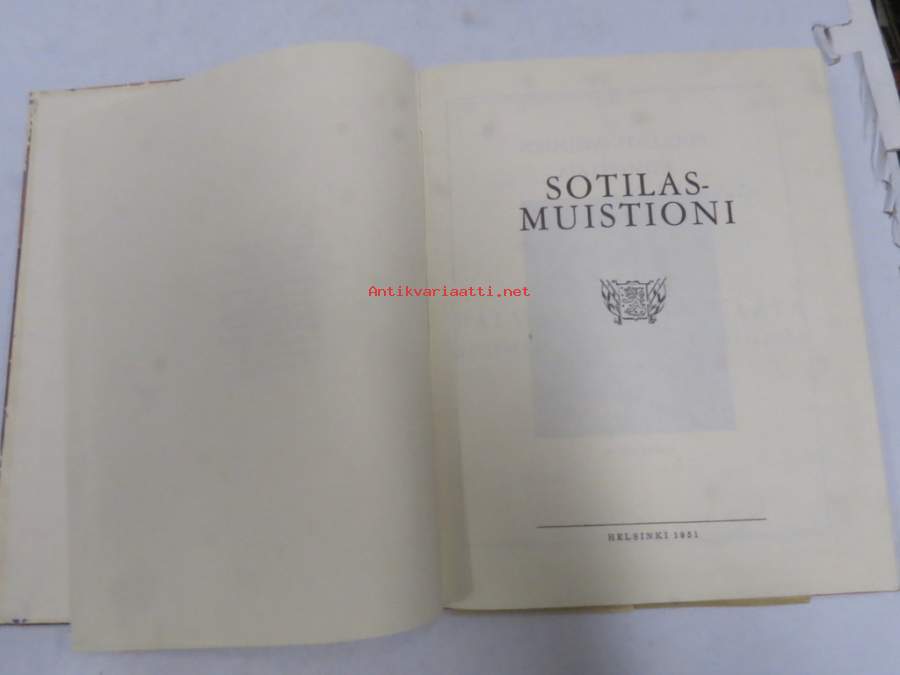 SOTILAS-
MUISTIONI
Antikvariaatti.net
HELSINKI 1951